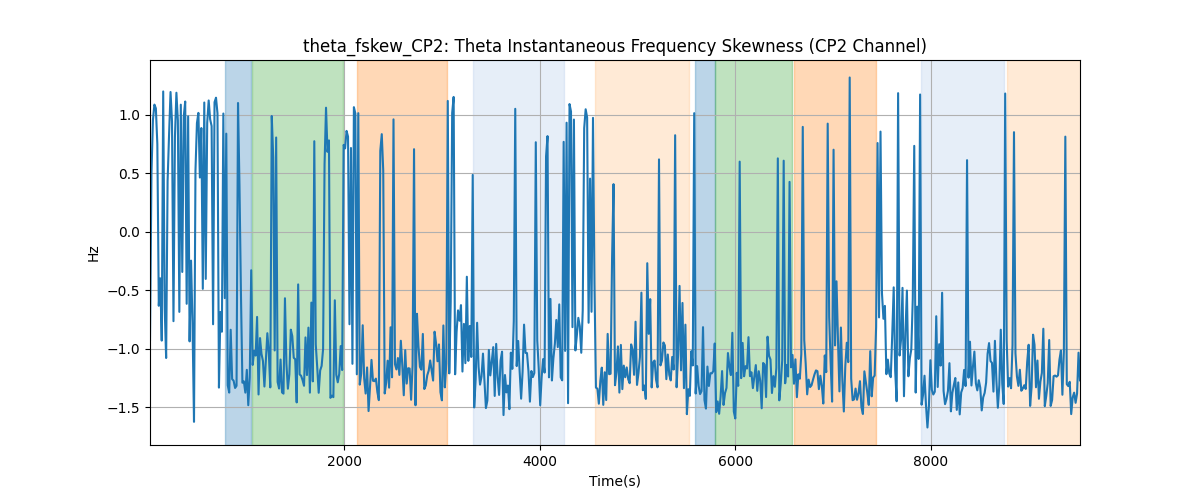 theta_fskew_CP2: Theta Instantaneous Frequency Skewness (CP2 Channel)
1.0
0.5
0.0
−0.5
−1.0
−1.5
Hz
2000 4000 6000 8000
Time(s)